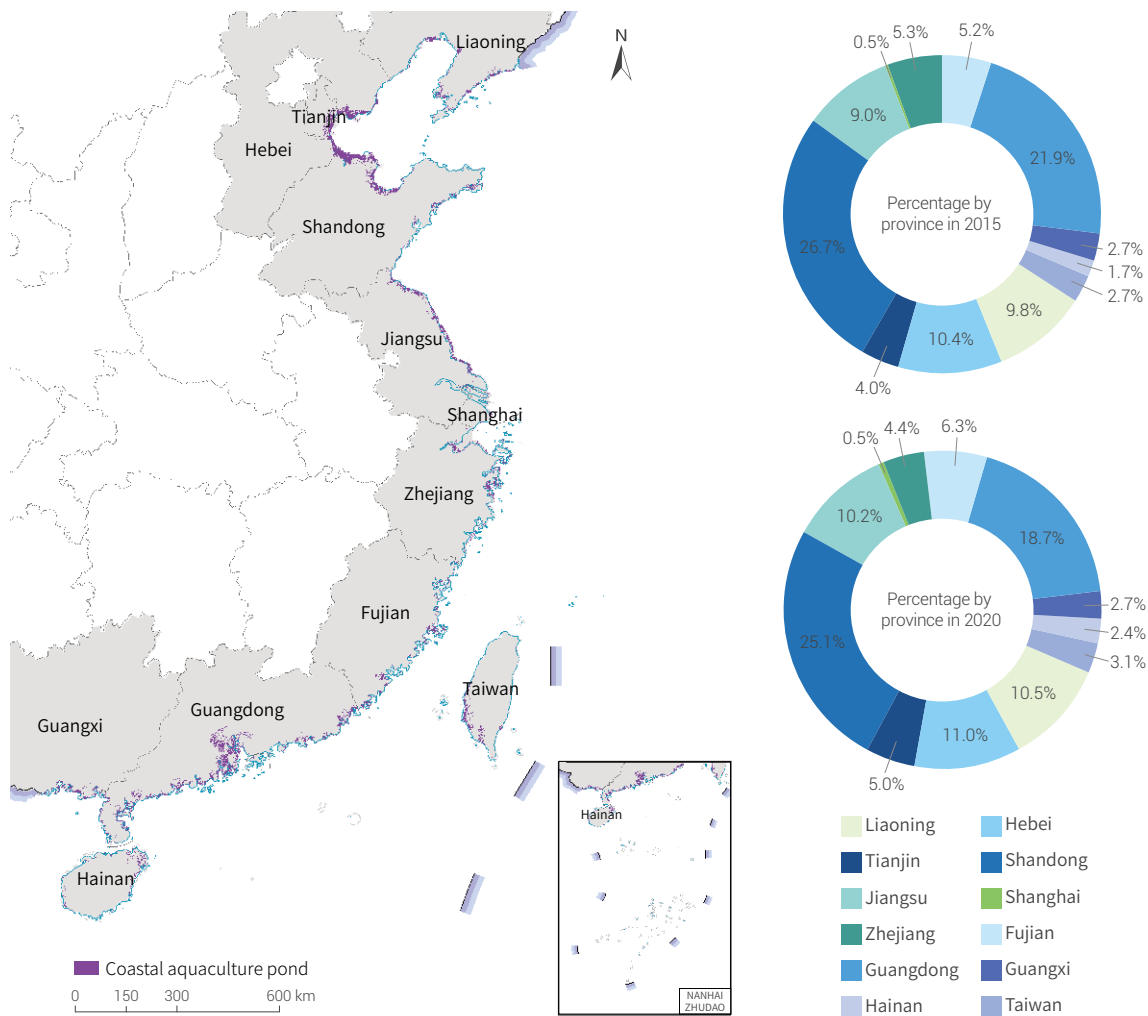 Liaoning
Tianjin
Hebei
Shandong
Jiangsu
Shanghai
Zhejiang
Fujian
Taiwan
Guangdong
Guangxi
Hainan
N
Coastal aquaculture pond
0 150 300 600 km
Hainan
NANHAI
ZHUDAO
Percentage by
province in 2015
5.2%
21.9%
2.7%
1.7%
2.7%
9.8%
10.4%
4.0%
26.7%
9.0%
0.5%
5.3%
Percentage by
province in 2020
6.3%
18.7%
2.7%
2.4%
3.1%
10.5%
11.0%
5.0%
25.1%
10.2%
0.5%
4.4%
Liaoning
Hebei
Tianjin
Shandong
Jiangsu
Shanghai
Zhejiang
Fujian
Guangdong
Guangxi
Hainan
Taiwan